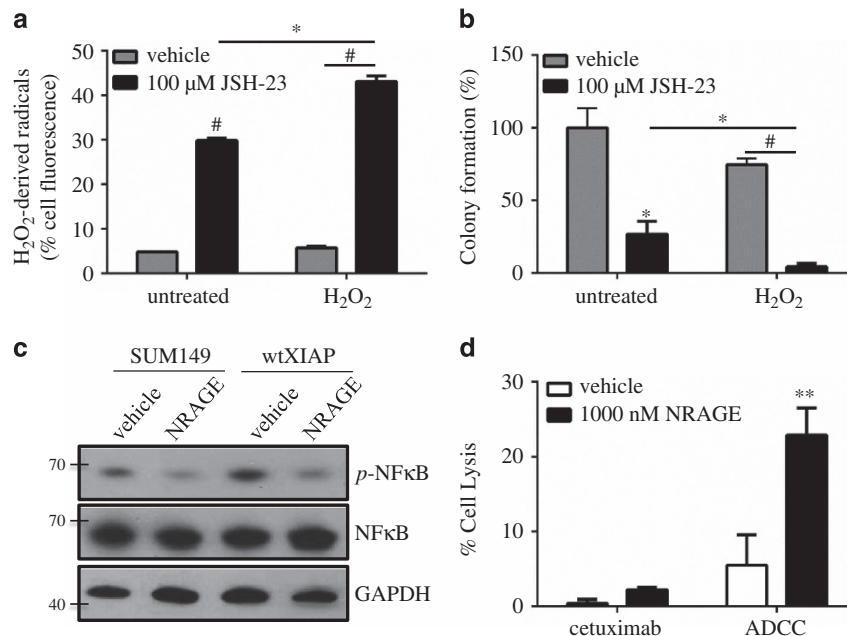 a
*
50
vehicle
#
100 μM JSH-23
40
#
30
20
10
0
H₂O₂-derived radicals
(% cell fluorescence)
untreated
H₂O₂
b
150
vehicle
100 μM JSH-23
*
100
#
50
*
0
Colony formation (%)
untreated
H₂O₂
c
SUM149
wtXIAP
vehicle
NRAGE
vehicle
NRAGE
70
p-NFκB
70
NFκB
GAPDH
40
d
30
vehicle
**
1000 nM NRAGE
20
10
0
% Cell Lysis
cetuximab
ADCC